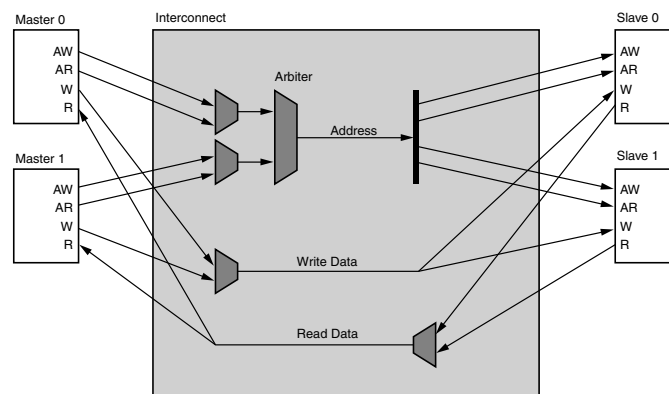 Master 0
Interconnect
Slave 0
AW
AR
W
R
Arbiter
Address
AW
AR
W
R
Master 1
AW
AR
W
R
Slave 1
AW
AR
W
R
Write Data
Read Data